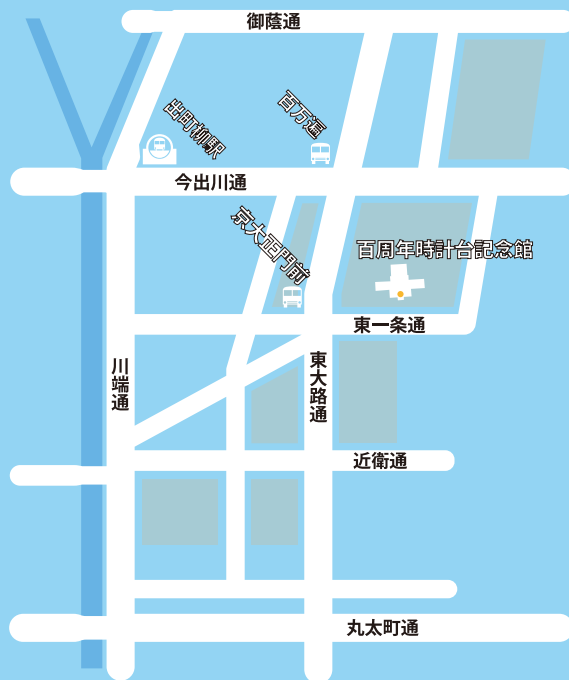 御蔭通
出町柳駅
百万遍
今出川通
京大正門前
百周年時計台記念館
東一条通
川端通
東大路通
近衛通
丸太町通